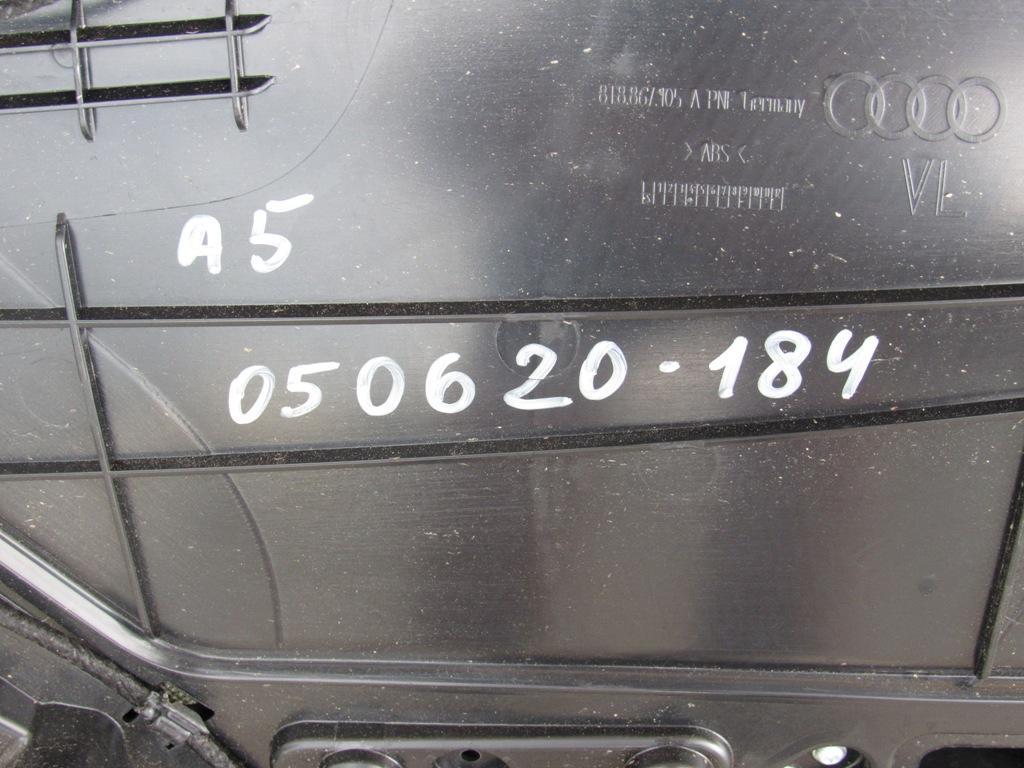 8T8.867.105 A PNE Germany
>ABS<
VL
A5
050620-184